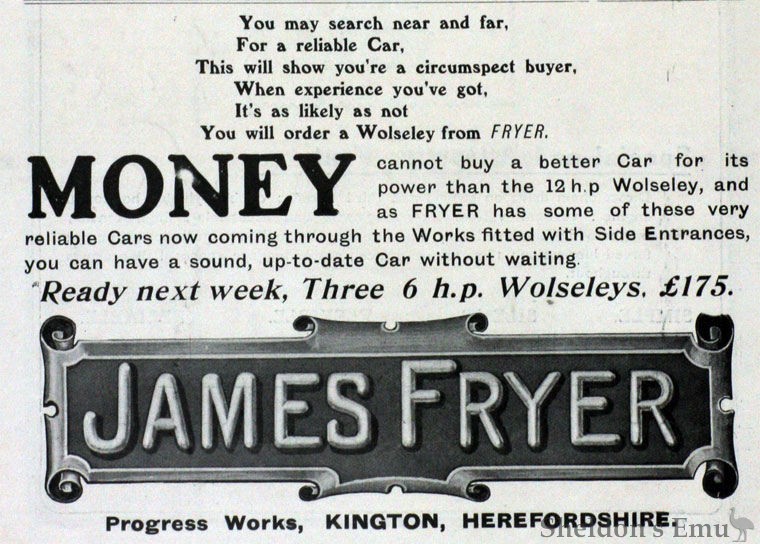 You may search near and far,
For a reliable Car,
This will show you're a circumspect buyer,
When experience you've got,
It's as likely as not
You will order a Wolseley from FRYER.
MONEY cannot buy a better Car for its
power than the 12 h.p Wolseley, and
as FRYER has some of these very
reliable Cars now coming through the Works fitted with Side Entrances,
you can have a sound, up-to-date Car without waiting.
Ready next week, Three 6 h.p. Wolseleys, £175.
JAMES FRYER
Progress Works, KINGTON, HEREFORDSHIRE.
Sheldon's Emu